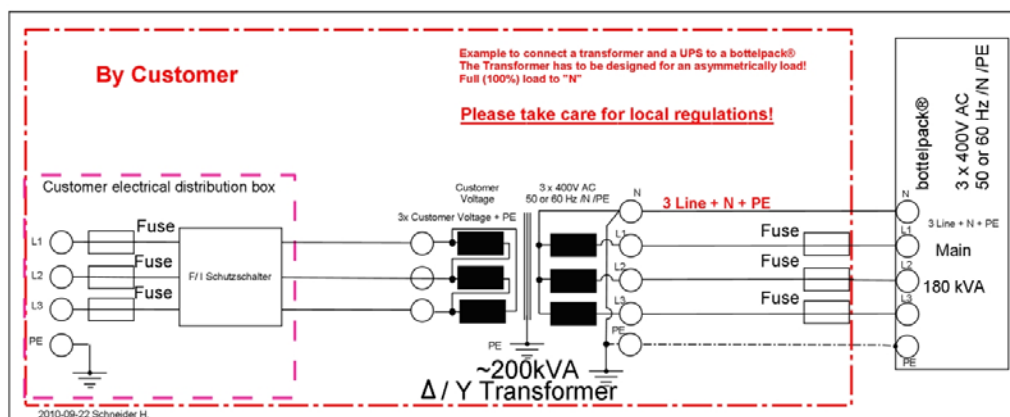 By Customer
Example to connect a transformer and a UPS to a bottelpack®
The Transformer has to be designed for an asymmetrically load!
Full (100%) load to "N"
Please take care for local regulations!
bottelpack®
3 x 400V AC
50 or 60 Hz /N /PE
Customer electrical distribution box
Customer
Voltage
3x Customer Voltage + PE
3 x 400V AC
50 or 60 Hz /N /PE
N
3 Line + N + PE
N
3 Line + N + PE
L1
Fuse
L1
Fuse
L1
Main
L2
Fuse
F/I Schutzschalter
L2
Fuse
L2
180 kVA
L3
Fuse
L3
Fuse
L3
PE
PE
PE
PE
~200kVA
Δ / Y Transformer
2010-09-22 Schneider H.